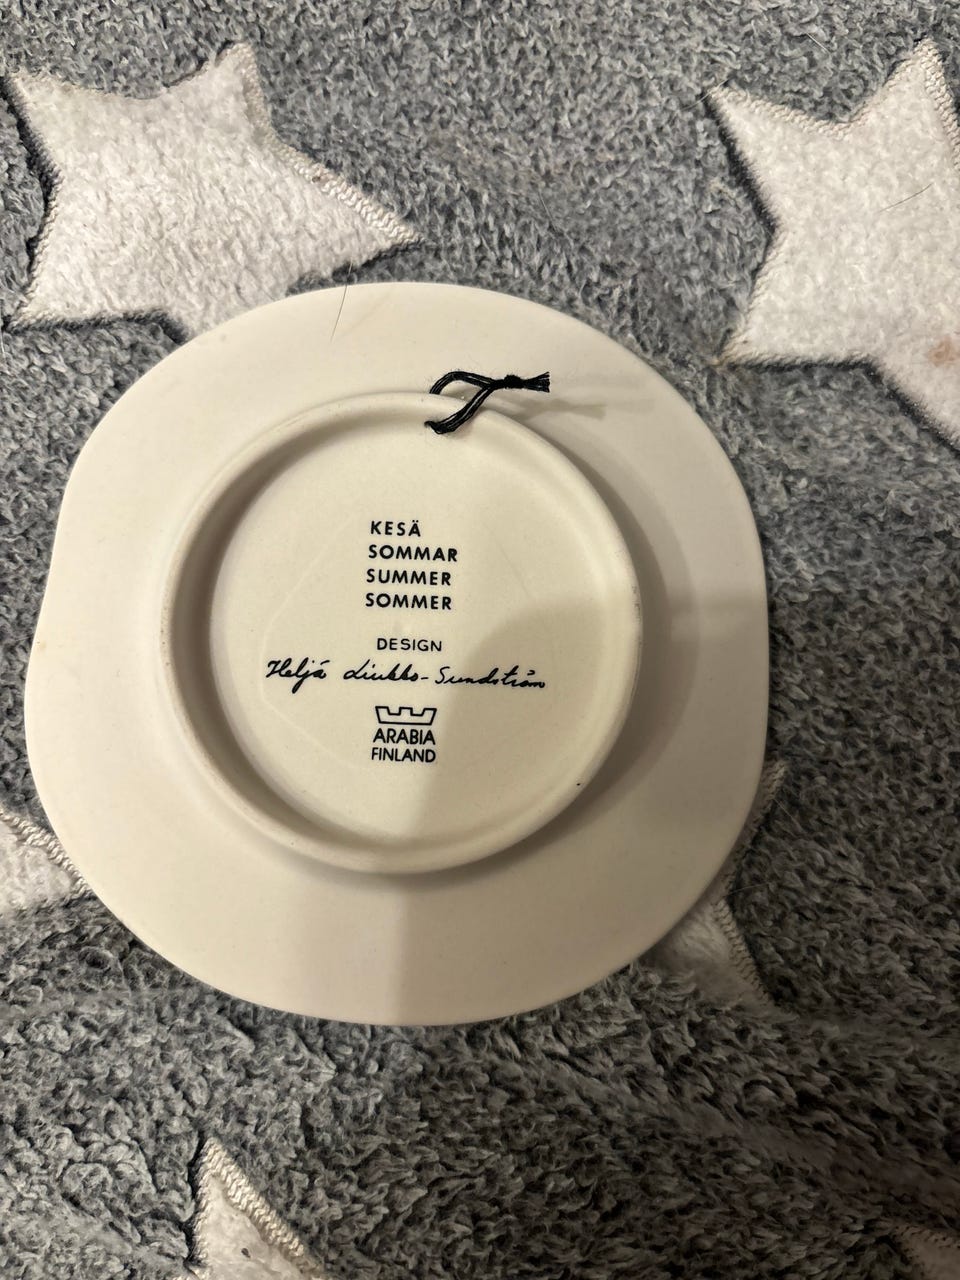 KESÄ
SOMMAR
SUMMER
SOMMER
DESIGN
Heljä Liukko-Sundström
ARABIA
FINLAND